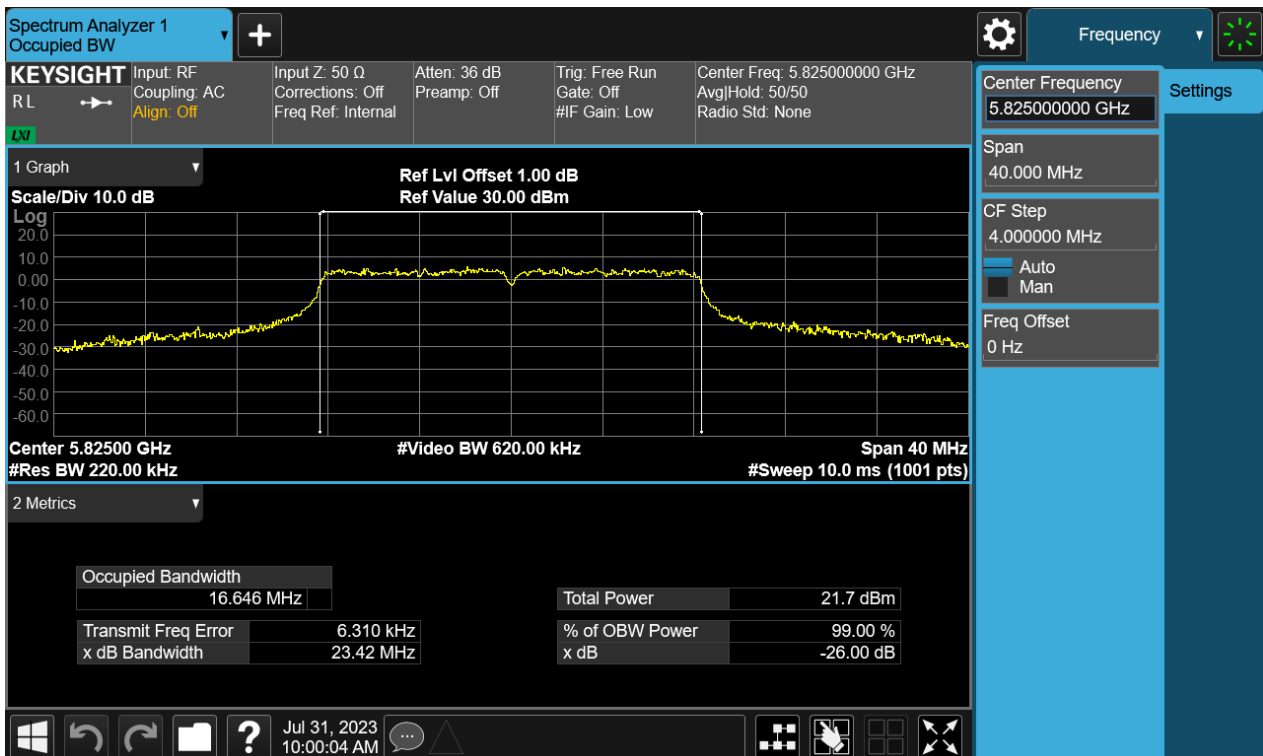 Spectrum Analyzer 1
Occupied BW
Frequency
KEYSIGHT
R L
LXI
Input: RF
Coupling: AC
Align: Off
Input Z: 50 Ω
Corrections: Off
Freq Ref: Internal
Atten: 36 dB
Preamp: Off
Trig: Free Run
Gate: Off
#IF Gain: Low
Center Freq: 5.825000000 GHz
Avg|Hold: 50/50
Radio Std: None
Center Frequency
5.825000000 GHz
Settings
Span
40.000 MHz
CF Step
4.000000 MHz
Auto
Man
Freq Offset
0 Hz
1 Graph
Scale/Div 10.0 dB
Ref Lvl Offset 1.00 dB
Ref Value 30.00 dBm
Log
20.0
10.0
0.00
-10.0
-20.0
-30.0
-40.0
-50.0
-60.0
Center 5.82500 GHz
#Video BW 620.00 kHz
Span 40 MHz
#Res BW 220.00 kHz
#Sweep 10.0 ms (1001 pts)
2 Metrics
Occupied Bandwidth
16.646 MHz
Total Power 21.7 dBm
Transmit Freq Error 6.310 kHz
% of OBW Power 99.00 %
x dB Bandwidth 23.42 MHz
x dB -26.00 dB
?
Jul 31, 2023
10:00:04 AM